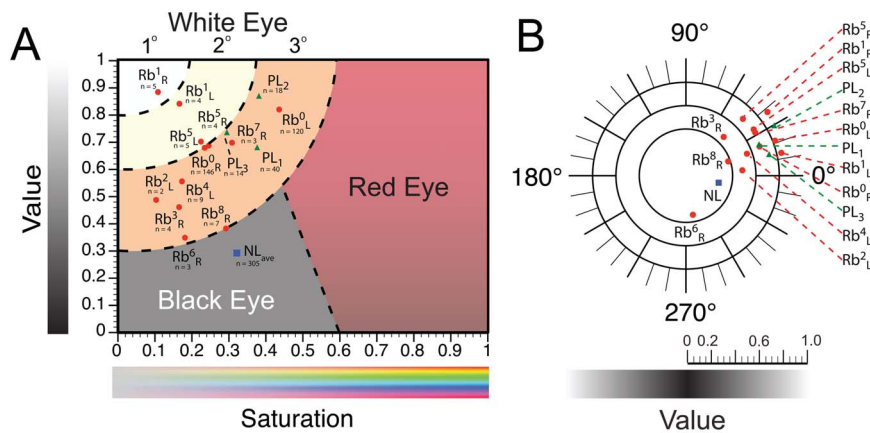 A
White Eye
1°
2°
3°
1
0.9
0.8
0.7
0.6
0.5
0.4
0.3
0.2
0.1
0
Value
Rb¹R
n = 5
Rb¹L
n = 4
PL₂
n = 18
Rb⁰L
n = 120
Rb⁵R
n = 4
Rb⁷R
n = 3
Rb⁵L
n = 5
Rb⁰R
n = 146
PL₃
n = 14
PL₁
n = 40
Rb²L
n = 2
Rb⁴L
n = 9
Rb³R
n = 4
Rb⁸R
n = 7
Rb⁶R
n = 3
NLave
n = 305
Red Eye
Black Eye
0 0.1 0.2 0.3 0.4 0.5 0.6 0.7 0.8 0.9 1
Saturation
B
90°
180°
0°
270°
Rb³R
Rb⁸R
NL
Rb⁶R
Rb⁵R
Rb¹R
Rb⁵L
PL₂
Rb⁷R
Rb⁰L
PL₁
Rb¹L
Rb⁰R
PL₃
Rb⁴L
Rb²L
0 0.2 0.6 1.0
Value